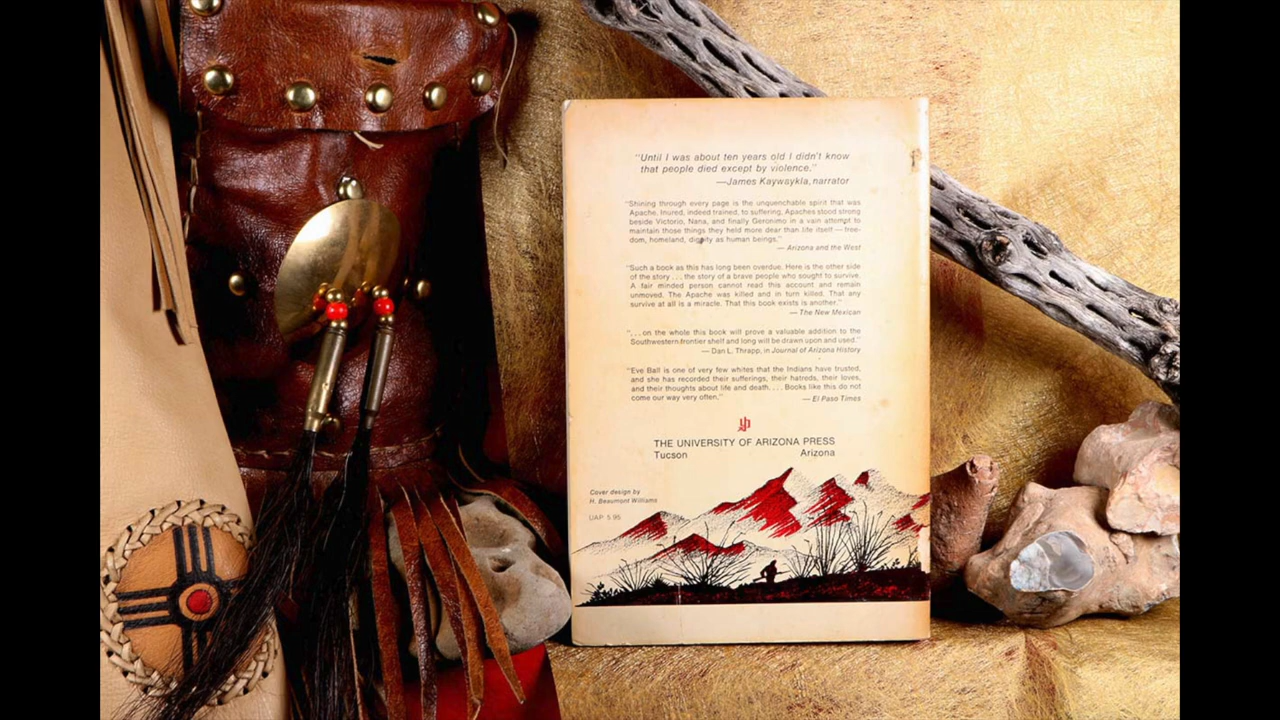 "Until I was about ten years old I didn't know
that people died except by violence."
—James Kaywaykla, narrator
"Shining through every page is the unquenchable spirit that was
Apache. Inured, indeed trained, to suffering, Apaches stood strong
beside Victorio, Nana, and finally Geronimo in a vain attempt to
maintain those things they held more dear than life itself — free-
dom, homeland, dignity as human beings."
— Arizona and the West
"Such a book as this has long been overdue. Here is the other side
of the story . . . the story of a brave people who sought to survive.
A fair minded person cannot read this account and remain
unmoved. The Apache was killed and in turn killed. That any
survive at all is a miracle. That this book exists is another."
— The New Mexican
". . . on the whole this book will prove a valuable addition to the
Southwestern frontier shelf and long will be drawn upon and used."
— Dan L. Thrapp, in Journal of Arizona History
"Eve Ball is one of very few whites that the Indians have trusted,
and she has recorded their sufferings, their hatreds, their loves,
and their thoughts about life and death. . . . Books like this do not
come our way very often."
— El Paso Times
THE UNIVERSITY OF ARIZONA PRESS
Tucson Arizona
Cover design by
H. Beaumont Williams
UAP 5.95